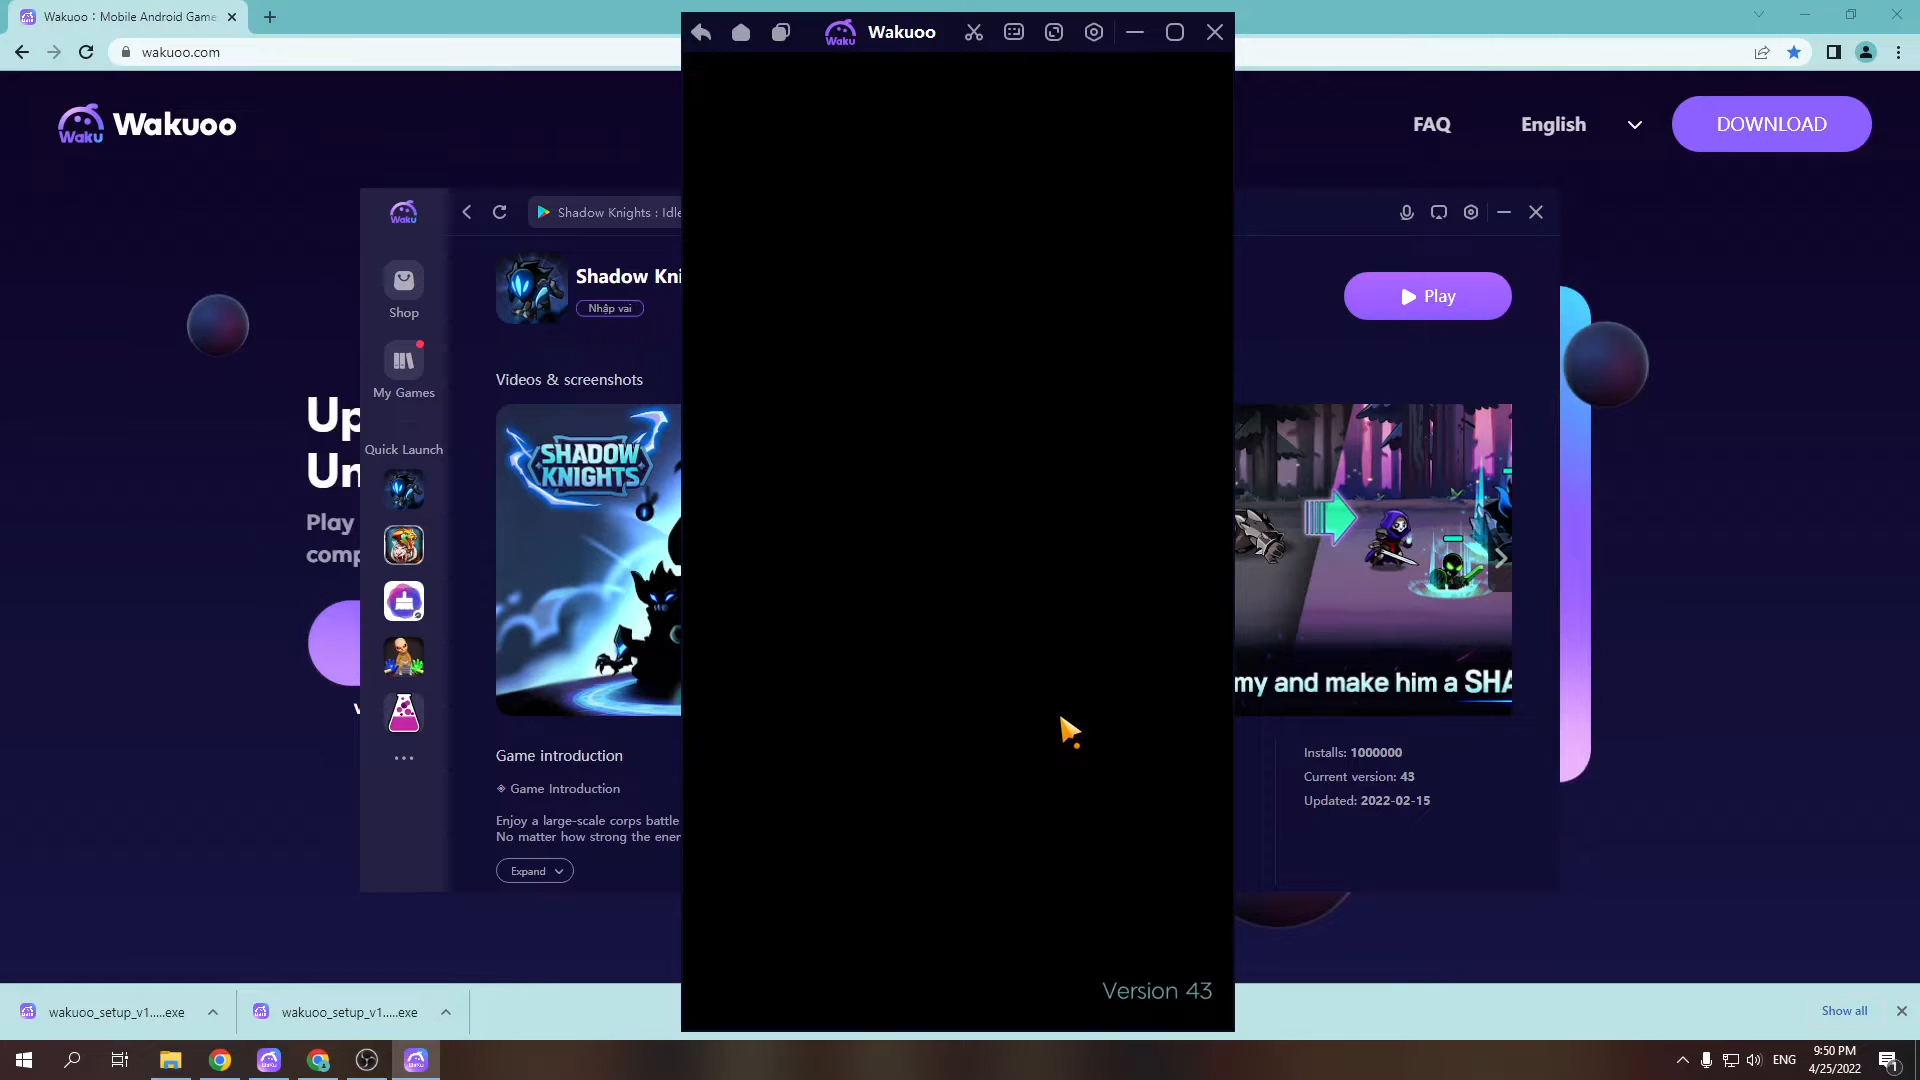 Wakuoo : Mobile Android Game
wakuoo.com
Waku Wakuoo
Waku Wakuoo
FAQ
English
DOWNLOAD
Waku
Shadow Knights : Idle
Shop
Shadow Kni
Nhập vai
Play
My Games
Videos & screenshots
Up
Un
Quick Launch
SHADOW
KNIGHTS
Play
comp
my and make him a SHA
Game introduction
◈ Game Introduction
Enjoy a large-scale corps battle
No matter how strong the ener
Expand
Installs: 1000000
Current version: 43
Updated: 2022-02-15
Version 43
wakuoo_setup_v1.....exe
wakuoo_setup_v1.....exe
Show all
ENG
9:50 PM
4/25/2022
1